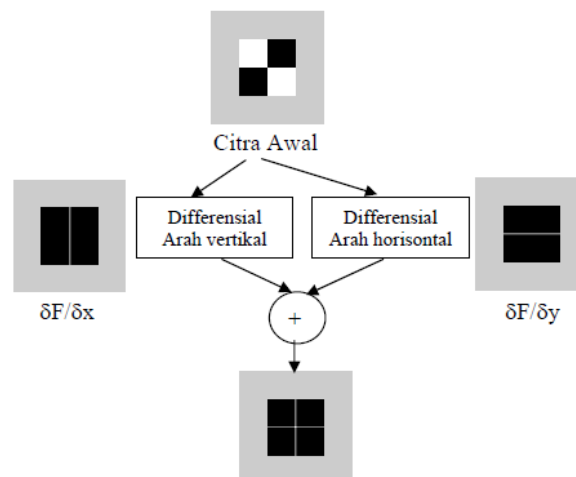 Citra Awal
Differensial
Arah vertikal
Differensial
Arah horisontal
δF/δx
δF/δy
+